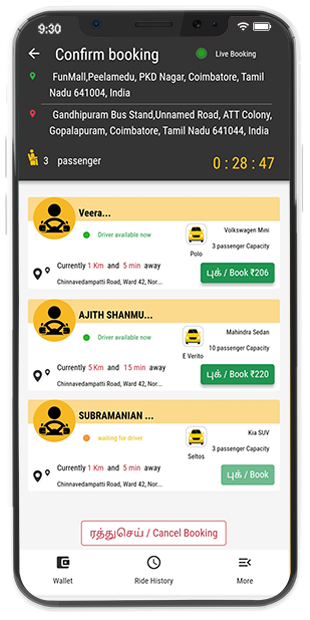 9:30
Confirm booking
Live Booking
FunMall,Peelamedu, PKD Nagar, Coimbatore, Tamil
Nadu 641004, India
Gandhipuram Bus Stand,Unnamed Road, ATT Colony,
Gopalapuram, Coimbatore, Tamil Nadu 641044, India
3 passenger
0 : 28 : 47
Veera...
Driver available now
Volkswagen Mini
Polo
3 passenger Capacity
Currently 1 Km and 5 min away
Chinnavedampatti Road, Ward 42, Nor...
புக் / Book ₹206
AJITH SHANMU...
Driver available now
Mahindra Sedan
E Verito
10 passenger Capacity
Currently 5 Km and 15 min away
Chinnavedampatti Road, Ward 42, Nor...
புக் / Book ₹220
SUBRAMANIAN ...
waiting for driver
Kia SUV
Seltos
3 passenger Capacity
Currently 1 Km and 5 min away
Chinnavedampatti Road, Ward 42, Nor...
புக் / Book
ரத்துசெய் / Cancel Booking
Wallet
Ride History
More